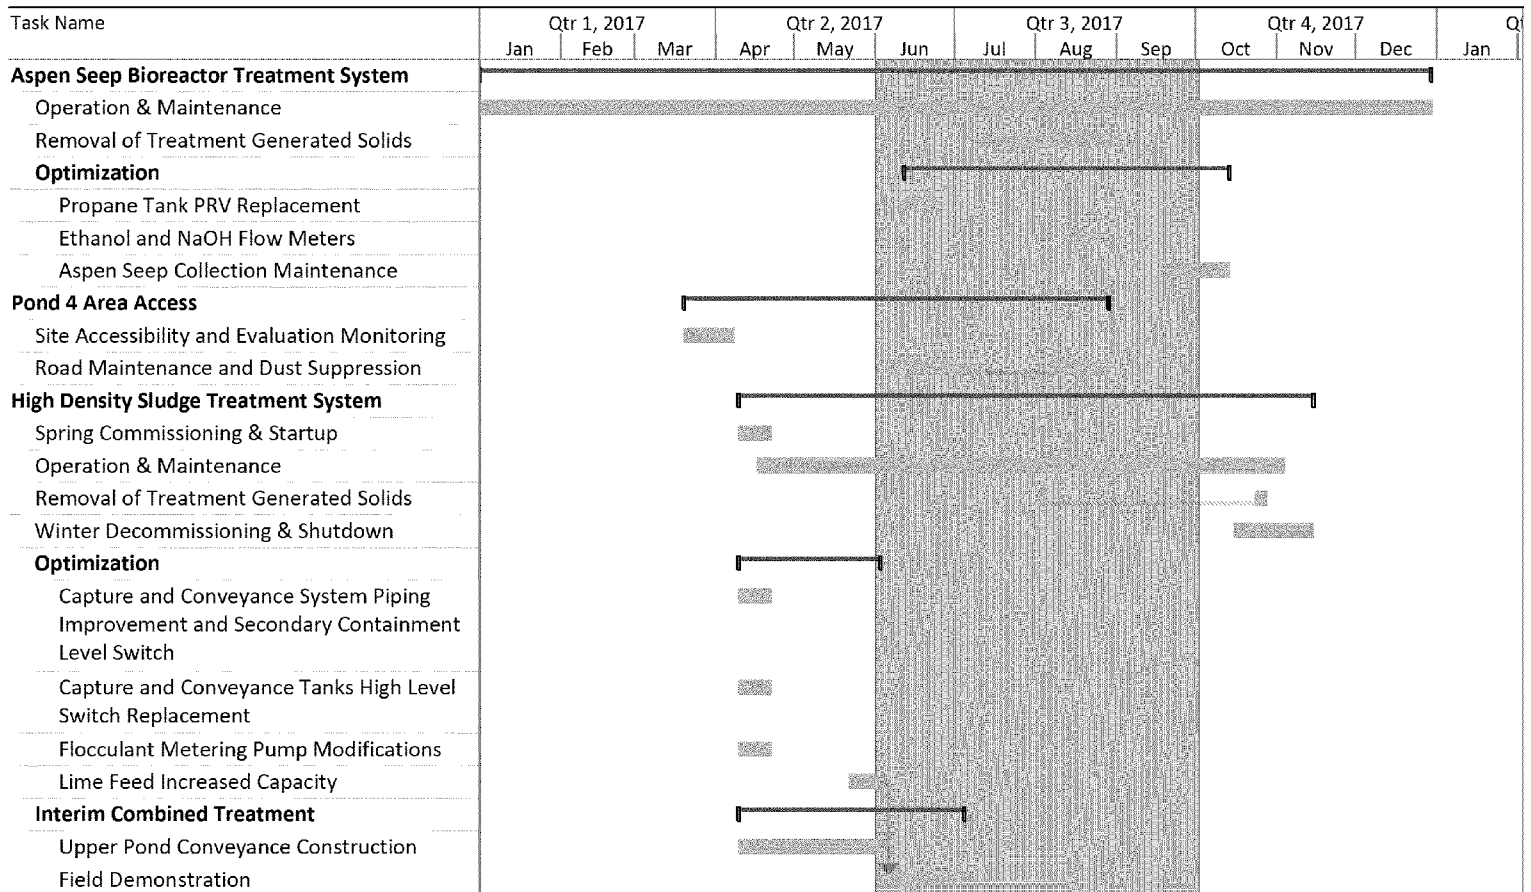 Task Name
Qtr 1, 2017 Qtr 2, 2017 Qtr 3, 2017 Qtr 4, 2017
Jan Feb Mar Apr May Jun Jul Aug Sep Oct Nov Dec Jan
Aspen Seep Bioreactor Treatment System
Operation & Maintenance
Removal of Treatment Generated Solids
Optimization
Propane Tank PRV Replacement
Ethanol and NaOH Flow Meters
Aspen Seep Collection Maintenance
Pond 4 Area Access
Site Accessibility and Evaluation Monitoring
Road Maintenance and Dust Suppression
High Density Sludge Treatment System
Spring Commissioning & Startup
Operation & Maintenance
Removal of Treatment Generated Solids
Winter Decommissioning & Shutdown
Optimization
Capture and Conveyance System Piping
Improvement and Secondary Containment
Level Switch
Capture and Conveyance Tanks High Level
Switch Replacement
Flocculant Metering Pump Modifications
Lime Feed Increased Capacity
Interim Combined Treatment
Upper Pond Conveyance Construction
Field Demonstration